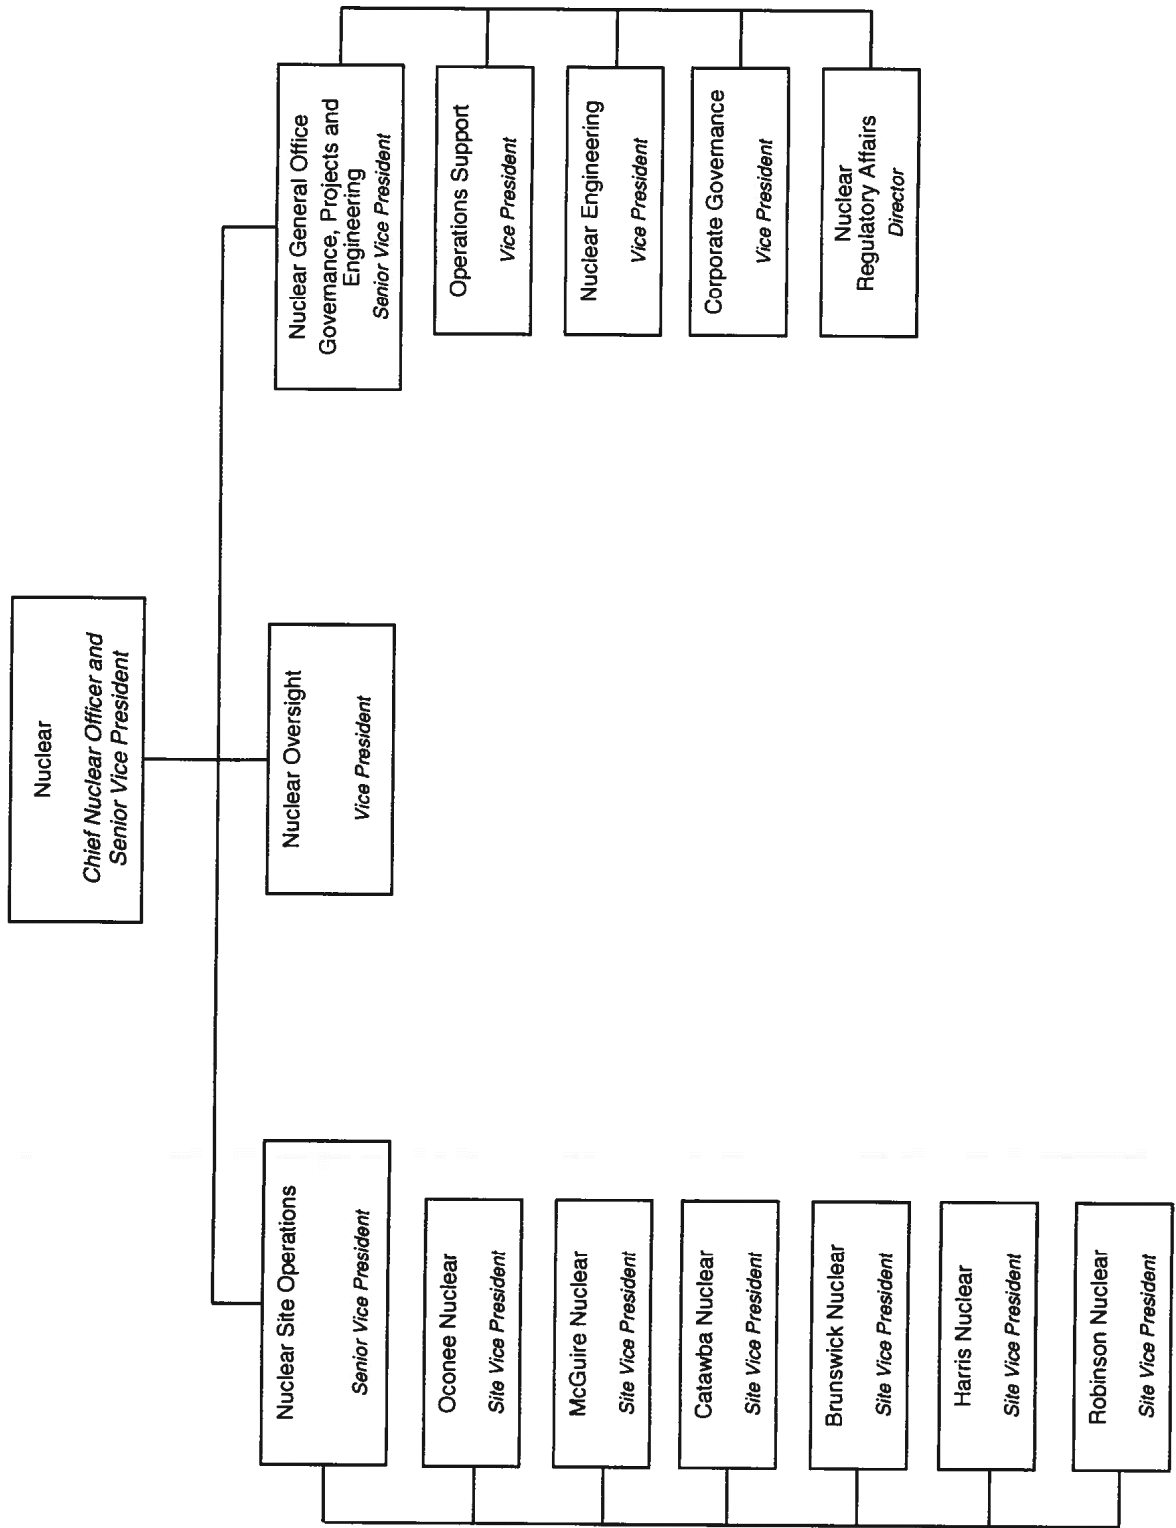 Nuclear
Chief Nuclear Officer and
Senior Vice President
Nuclear Site Operations
Senior Vice President
Oconee Nuclear
Site Vice President
McGuire Nuclear
Site Vice President
Catawba Nuclear
Site Vice President
Brunswick Nuclear
Site Vice President
Harris Nuclear
Site Vice President
Robinson Nuclear
Site Vice President
Nuclear Oversight
Vice President
Nuclear General Office
Governance, Projects and
Engineering
Senior Vice President
Operations Support
Vice President
Nuclear Engineering
Vice President
Corporate Governance
Vice President
Nuclear
Regulatory Affairs
Director